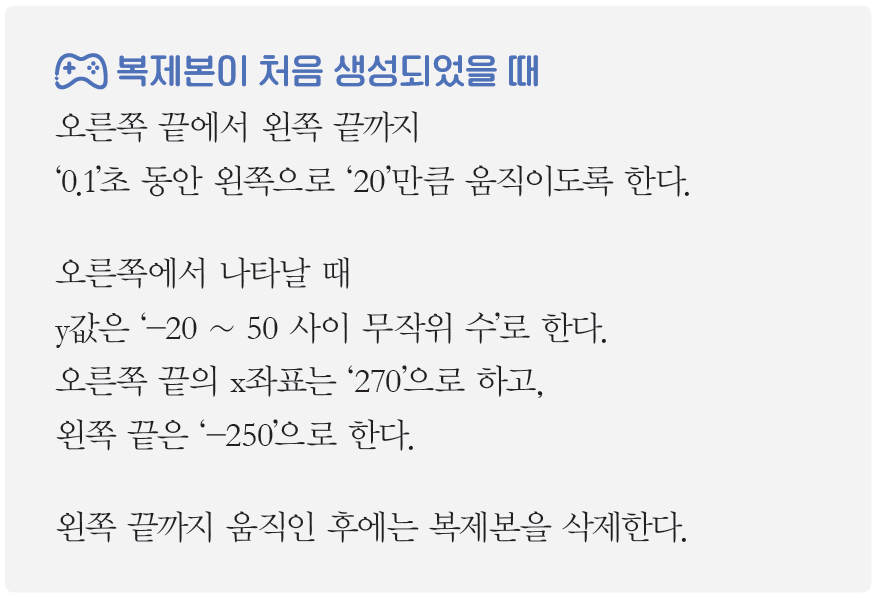 복제본이 처음 생성되었을 때
오른쪽 끝에서 왼쪽 끝까지
‘0.1’초 동안 왼쪽으로 ‘20’만큼 움직이도록 한다.
오른쪽에서 나타날 때
y값은 ‘−20 ~ 50 사이 무작위 수’로 한다.
오른쪽 끝의 x좌표는 ‘270’으로 하고,
왼쪽 끝은 ‘−250’으로 한다.
왼쪽 끝까지 움직인 후에는 복제본을 삭제한다.